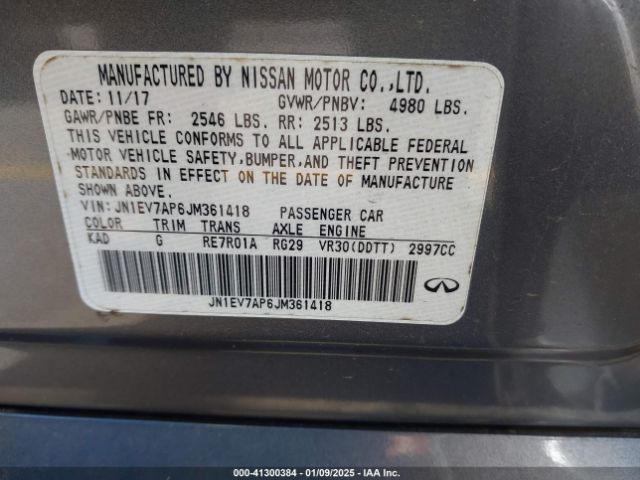 MANUFACTURED BY NISSAN MOTOR CO.,LTD.
DATE: 11/17 GVWR/PNBV: 4980 LBS.
GAWR/PNBE FR: 2546 LBS. RR: 2513 LBS.
THIS VEHICLE CONFORMS TO ALL APPLICABLE FEDERAL
MOTOR VEHICLE SAFETY,BUMPER,AND THEFT PREVENTION
STANDARDS IN EFFECT ON THE DATE OF MANUFACTURE
SHOWN ABOVE.
VIN: JN1EV7AP6JM361418 PASSENGER CAR
COLOR TRIM TRANS AXLE ENGINE
KAD G RE7R01A RG29 VR30(DDTT) 2997CC
JN1EV7AP6JM361418
000-41300384 - 01/09/2025 - IAA Inc.